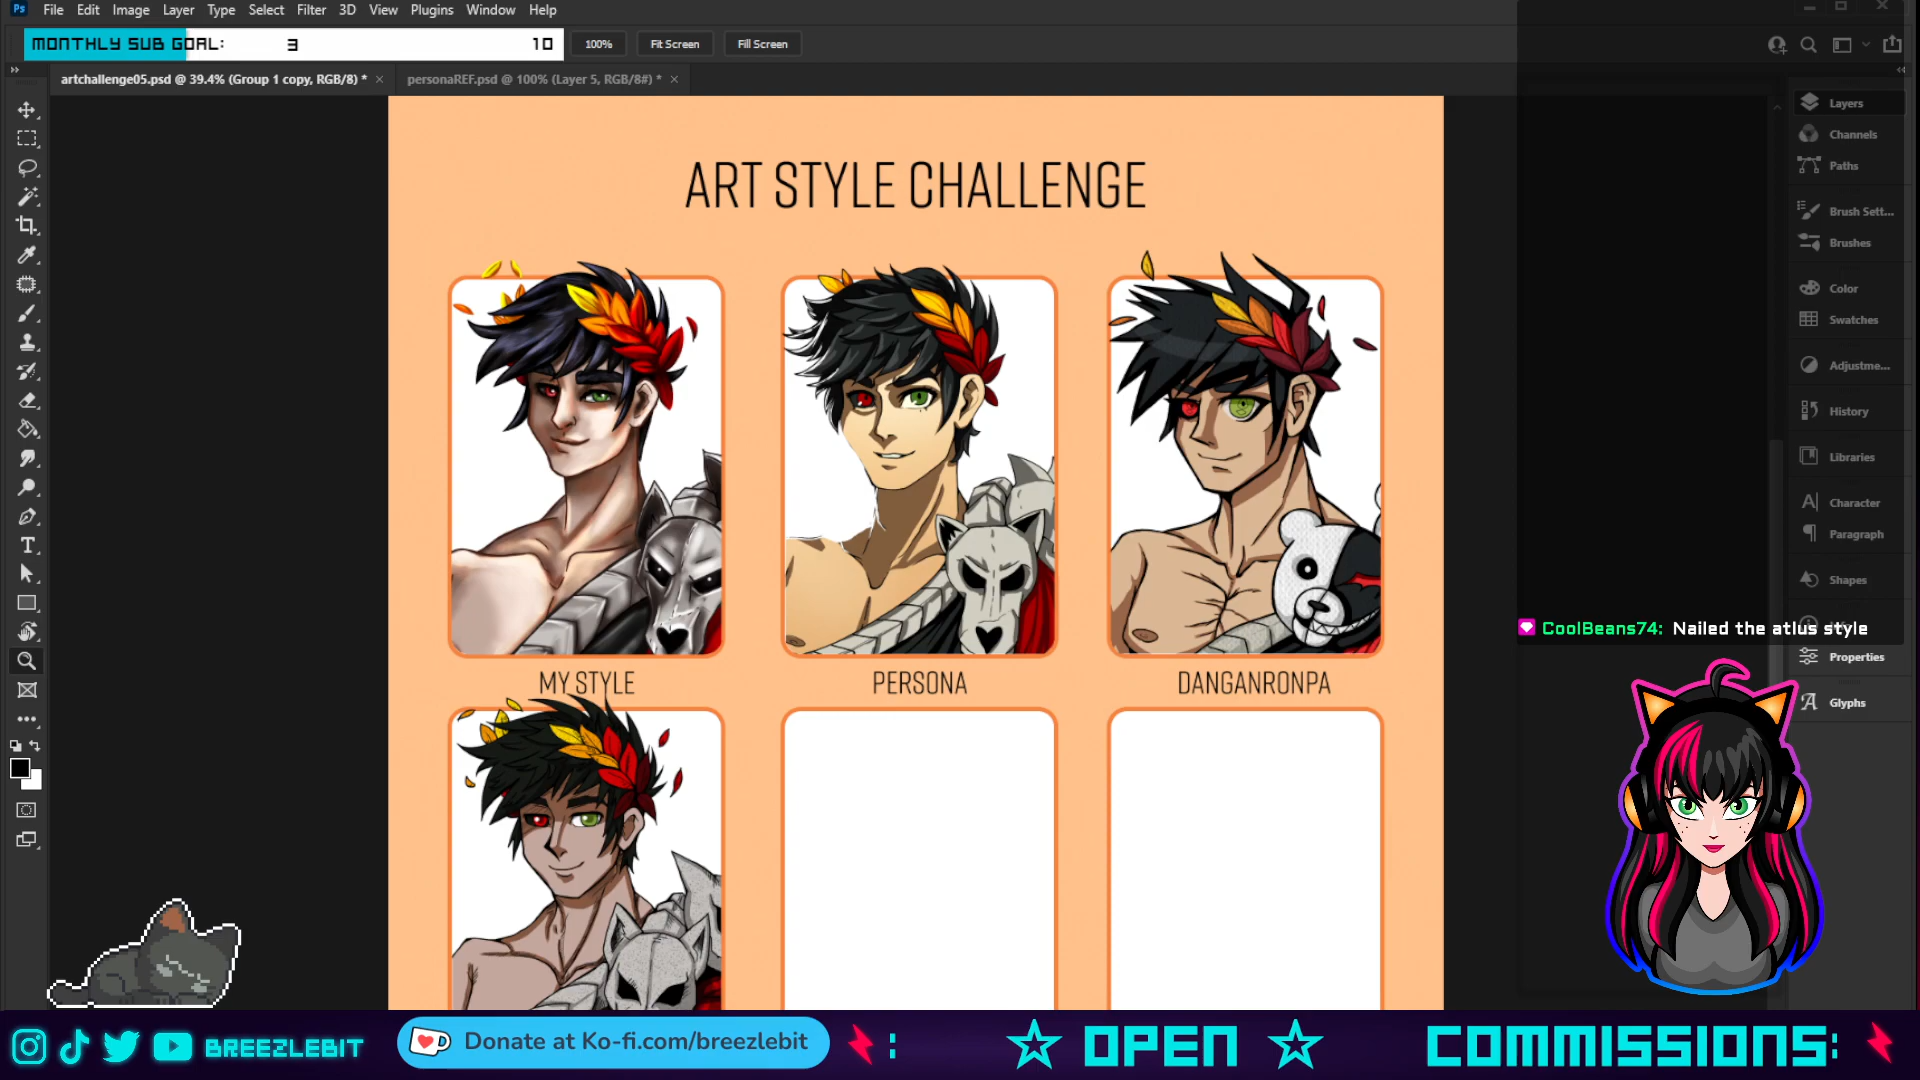 Ps File Edit Image Layer Type Select Filter 3D View Plugins Window Help
MONTHLY SUB GOAL: 3 10
100% Fit Screen Fill Screen
artchallenge05.psd @ 39.4% (Group 1 copy, RGB/8) * × personaREF.psd @ 100% (Layer 5, RGB/8#) * ×
ART STYLE CHALLENGE
MY STYLE PERSONA DANGANRONPA
Layers
Channels
Paths
Brush Sett...
Brushes
Color
Swatches
Adjustme...
History
Libraries
Character
Paragraph
Shapes
CoolBeans74: Nailed the atlus style
Properties
Glyphs
BREEZLEBIT Donate at Ko-fi.com/breezlebit : OPEN COMMISSIONS: